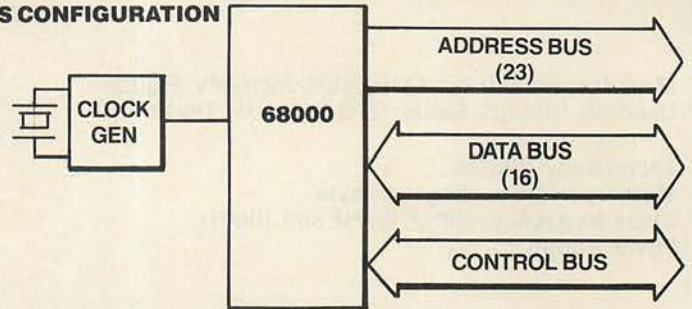 S CONFIGURATION
CLOCK
GEN
68000
ADDRESS BUS
(23)
DATA BUS
(16)
CONTROL BUS